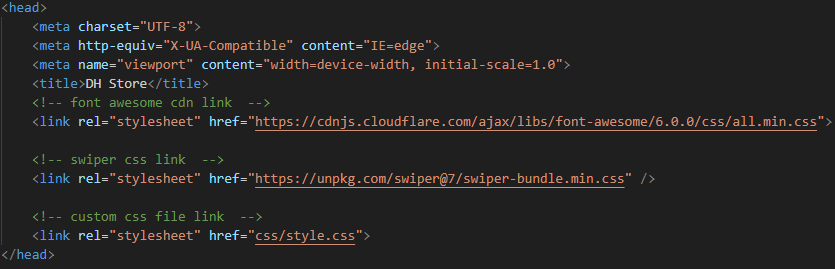 <head>
<meta charset="UTF-8">
<meta http-equiv="X-UA-Compatible" content="IE=edge">
<meta name="viewport" content="width=device-width, initial-scale=1.0">
<title>DH Store</title>
<!-- font awesome cdn link  -->
<link rel="stylesheet" href="https://cdnjs.cloudflare.com/ajax/libs/font-awesome/6.0.0/css/all.min.css">
<!-- swiper css link  -->
<link rel="stylesheet" href="https://unpkg.com/swiper@7/swiper-bundle.min.css" />
<!-- custom css file link  -->
<link rel="stylesheet" href="css/style.css">
</head>